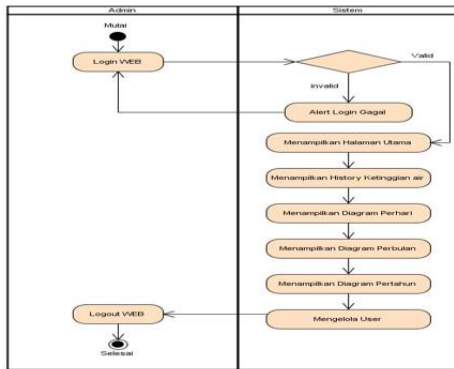 Admin
Sistem
Mulai
Login WEB
Valid
Invalid
Alert Login Gagal
Menampilkan Halaman Utama
Menampilkan History Ketinggian air
Menampilkan Diagram Perhari
Menampilkan Diagram Perbulan
Menampilkan Diagram Pertahun
Logout WEB
Mengelola User
Selesai